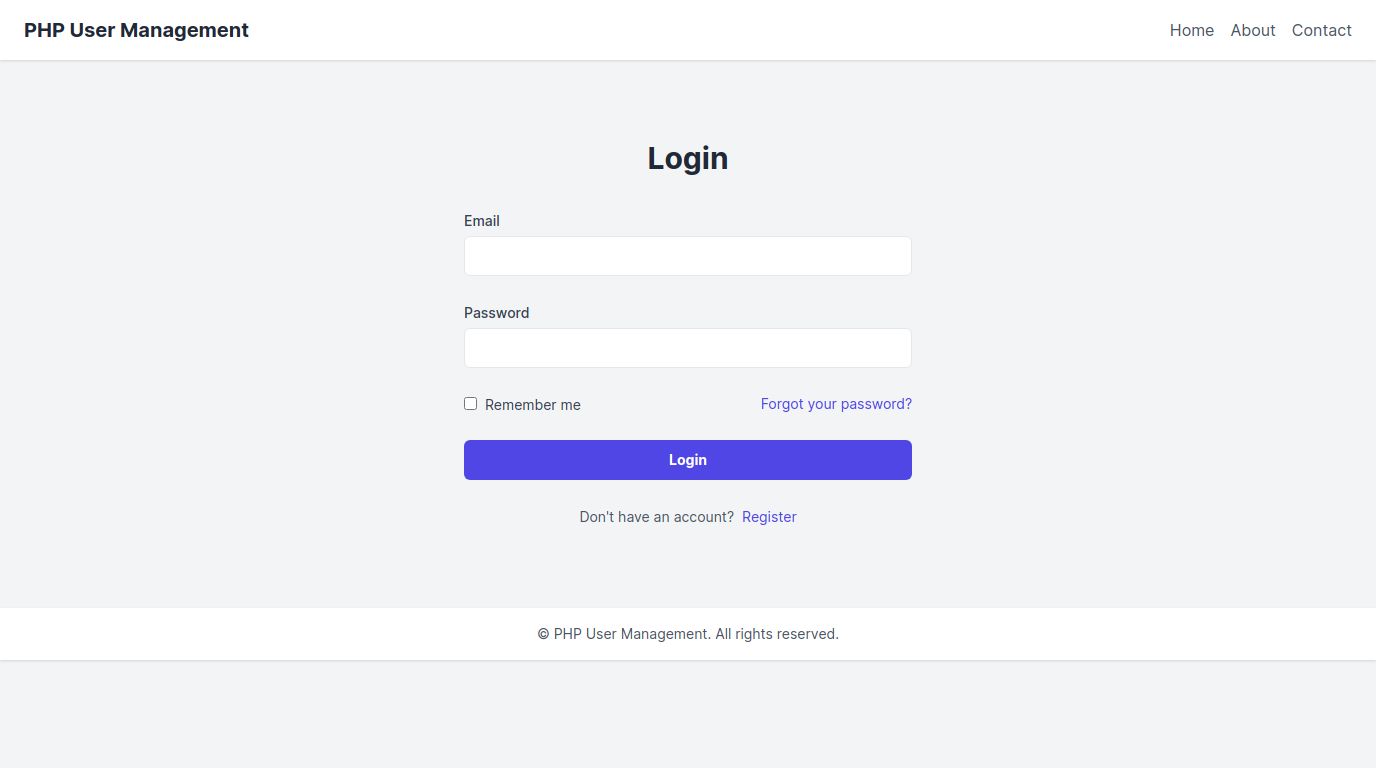 PHP User Management
Home About Contact
Login
Email
Password
Remember me Forgot your password?
Login
Don't have an account? Register
© PHP User Management. All rights reserved.